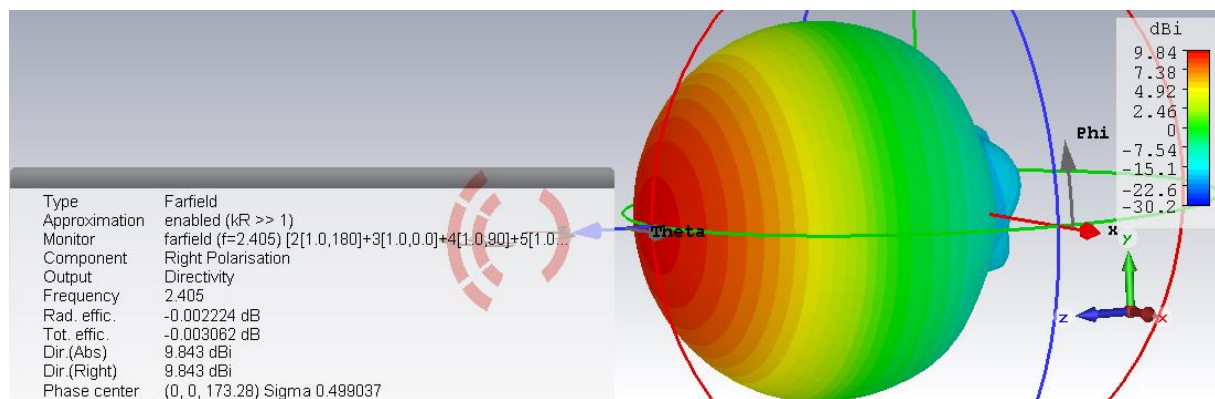 Type Farfield
Approximation enabled (kR >> 1)
Monitor farfield (f=2.405) [2[1.0,180]+3[1.0,0.0]+4[1.0,90]+5[1.0...
Component Right Polarisation
Output Directivity
Frequency 2.405
Rad. effic. -0.002224 dB
Tot. effic. -0.003062 dB
Dir.(Abs) 9.843 dBi
Dir.(Right) 9.843 dBi
Phase center (0, 0, 173.28) Sigma 0.499037
Theta
Phi
x
y
z
x
dBi
9.84
7.38
4.92
2.46
0
-7.54
-15.1
-22.6
-30.2